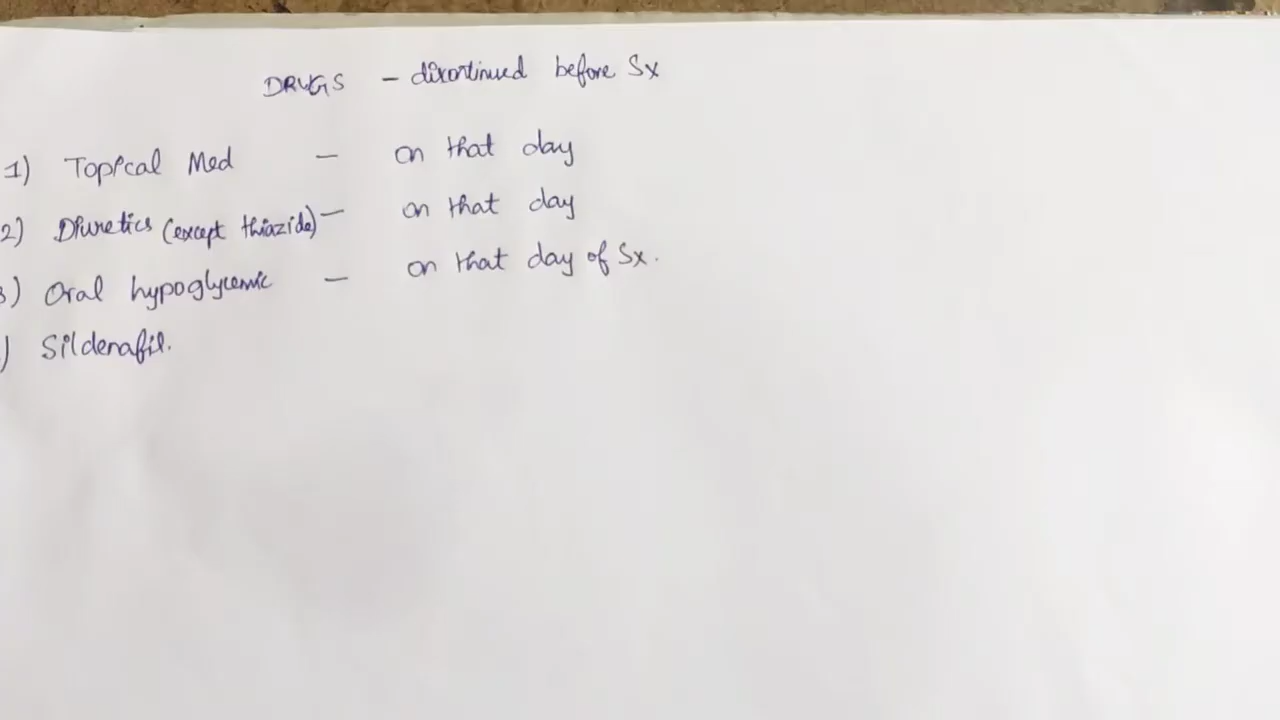 DRUGS - discontinued before Sx
1) Topical Med - on that day
2) Diuretics (except thiazide) - on that day
3) Oral hypoglycemic - on that day of Sx.
) Sildenafil.